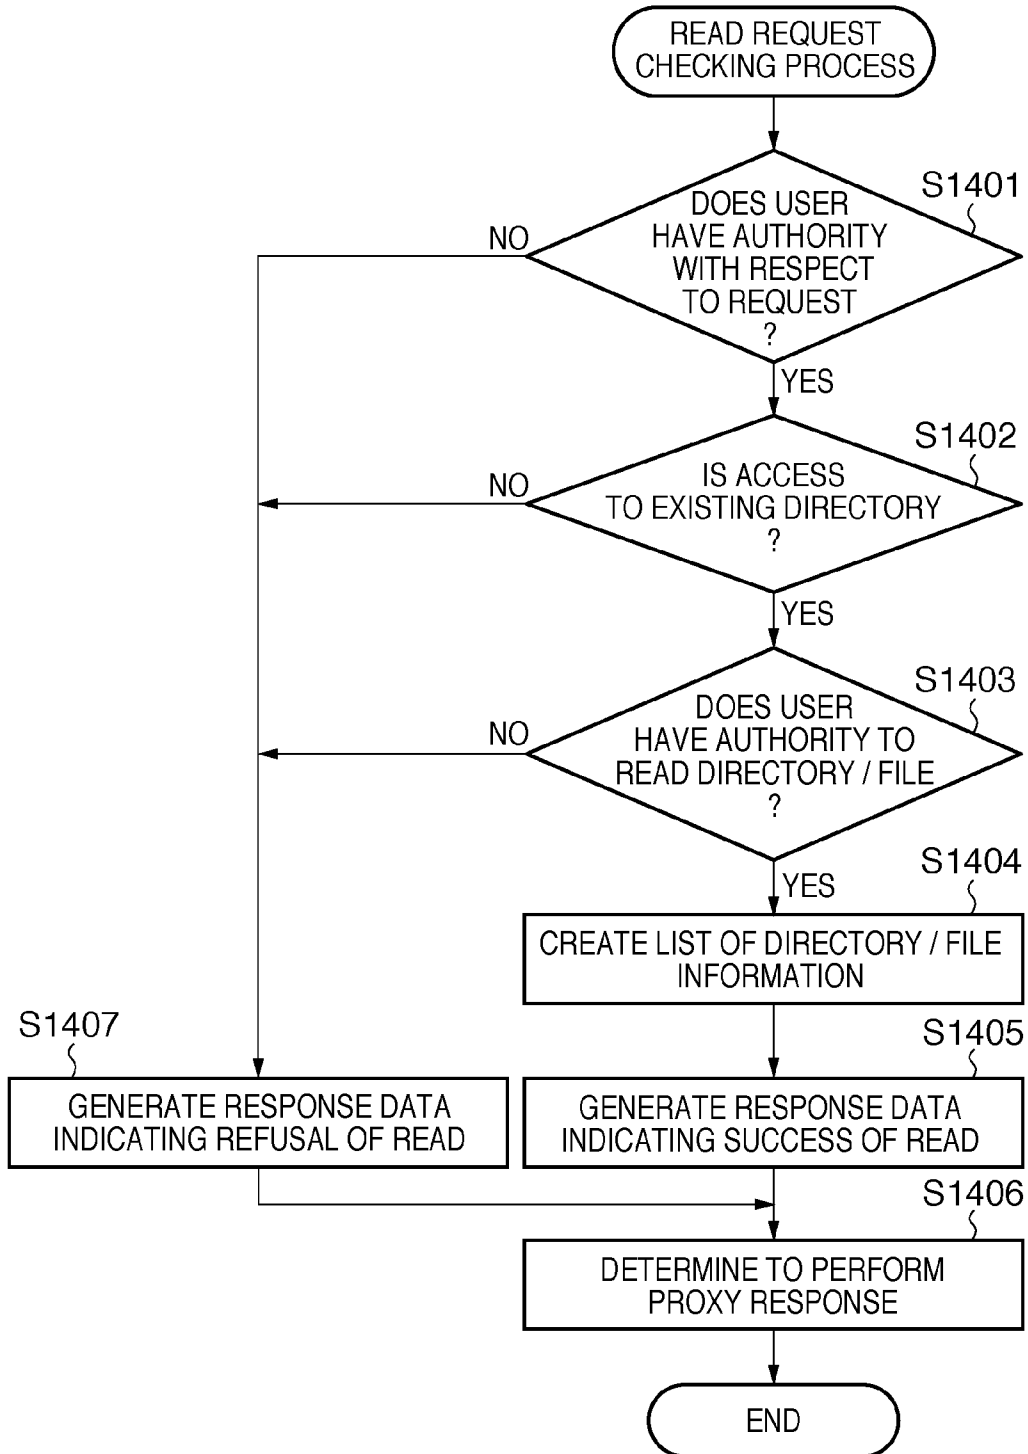 READ REQUEST
CHECKING PROCESS
S1401
DOES USER
HAVE AUTHORITY
WITH RESPECT
TO REQUEST
?
NO
YES
S1402
IS ACCESS
TO EXISTING DIRECTORY
?
NO
YES
S1403
DOES USER
HAVE AUTHORITY TO
READ DIRECTORY / FILE
?
NO
YES
S1404
CREATE LIST OF DIRECTORY / FILE
INFORMATION
S1407
GENERATE RESPONSE DATA
INDICATING REFUSAL OF READ
S1405
GENERATE RESPONSE DATA
INDICATING SUCCESS OF READ
S1406
DETERMINE TO PERFORM
PROXY RESPONSE
END